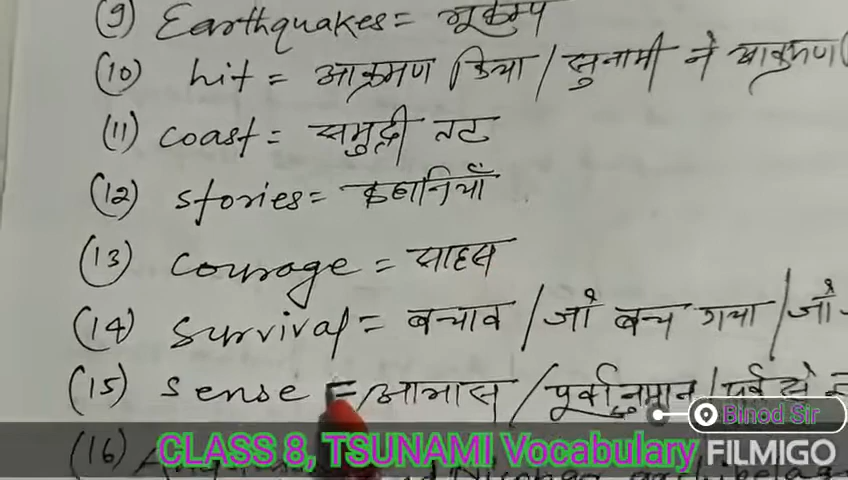 (9) Earthquakes = भूकम्प
(10) hit = आक्रमण किया / सुनामी ने आक्रमण
(11) coast = समुद्री तट
(12) stories = कहानियाँ
(13) courage = साहस
(14) survival = बचाव / जो बच गया / जो
(15) sense = आभास / पूर्वानुमान / पूर्व से
Binod Sir
(16)
CLASS 8, TSUNAMI Vocabulary
FILMIGO